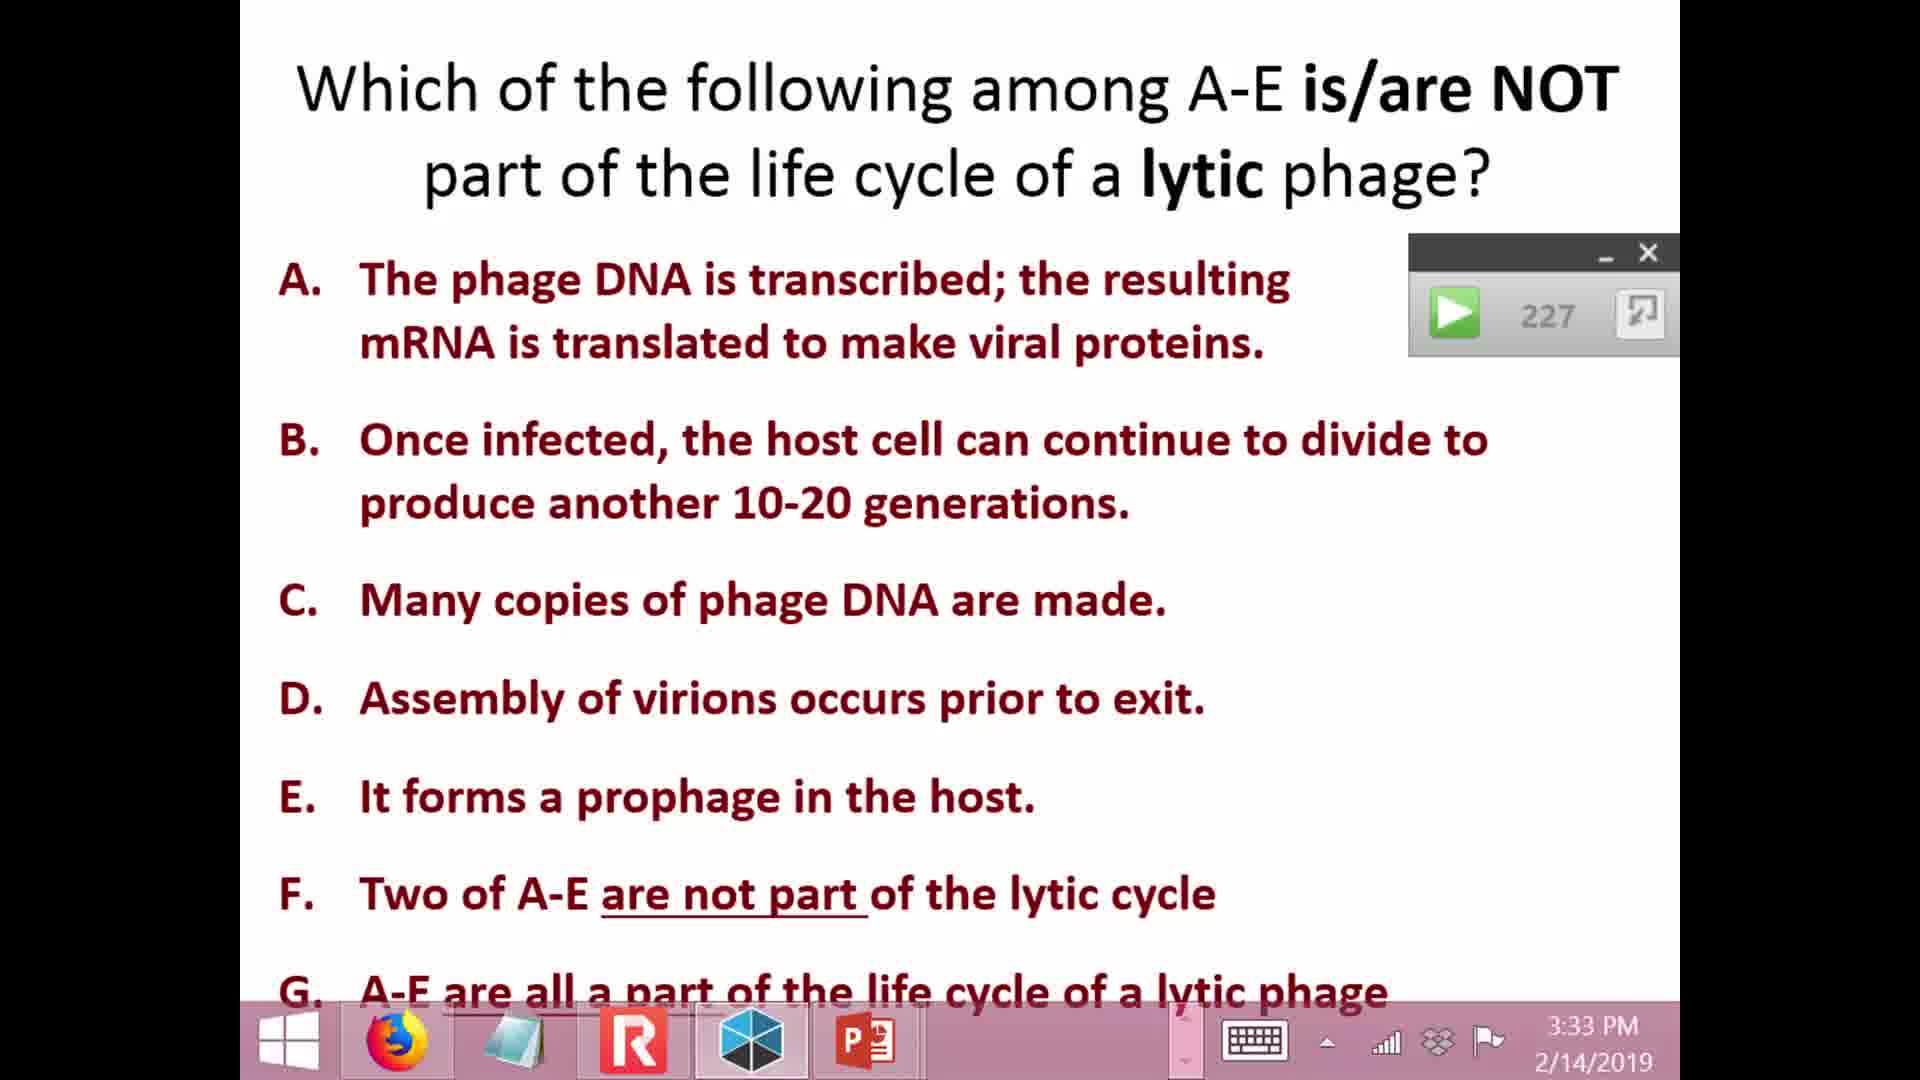 Which of the following among A-E is/are NOT
part of the life cycle of a lytic phage?
A. The phage DNA is transcribed; the resulting
mRNA is translated to make viral proteins.
227
B. Once infected, the host cell can continue to divide to
produce another 10-20 generations.
C. Many copies of phage DNA are made.
D. Assembly of virions occurs prior to exit.
E. It forms a prophage in the host.
F. Two of A-E are not part of the lytic cycle
G. A-E are all a part of the life cycle of a lytic phage
R
P
3:33 PM
2/14/2019